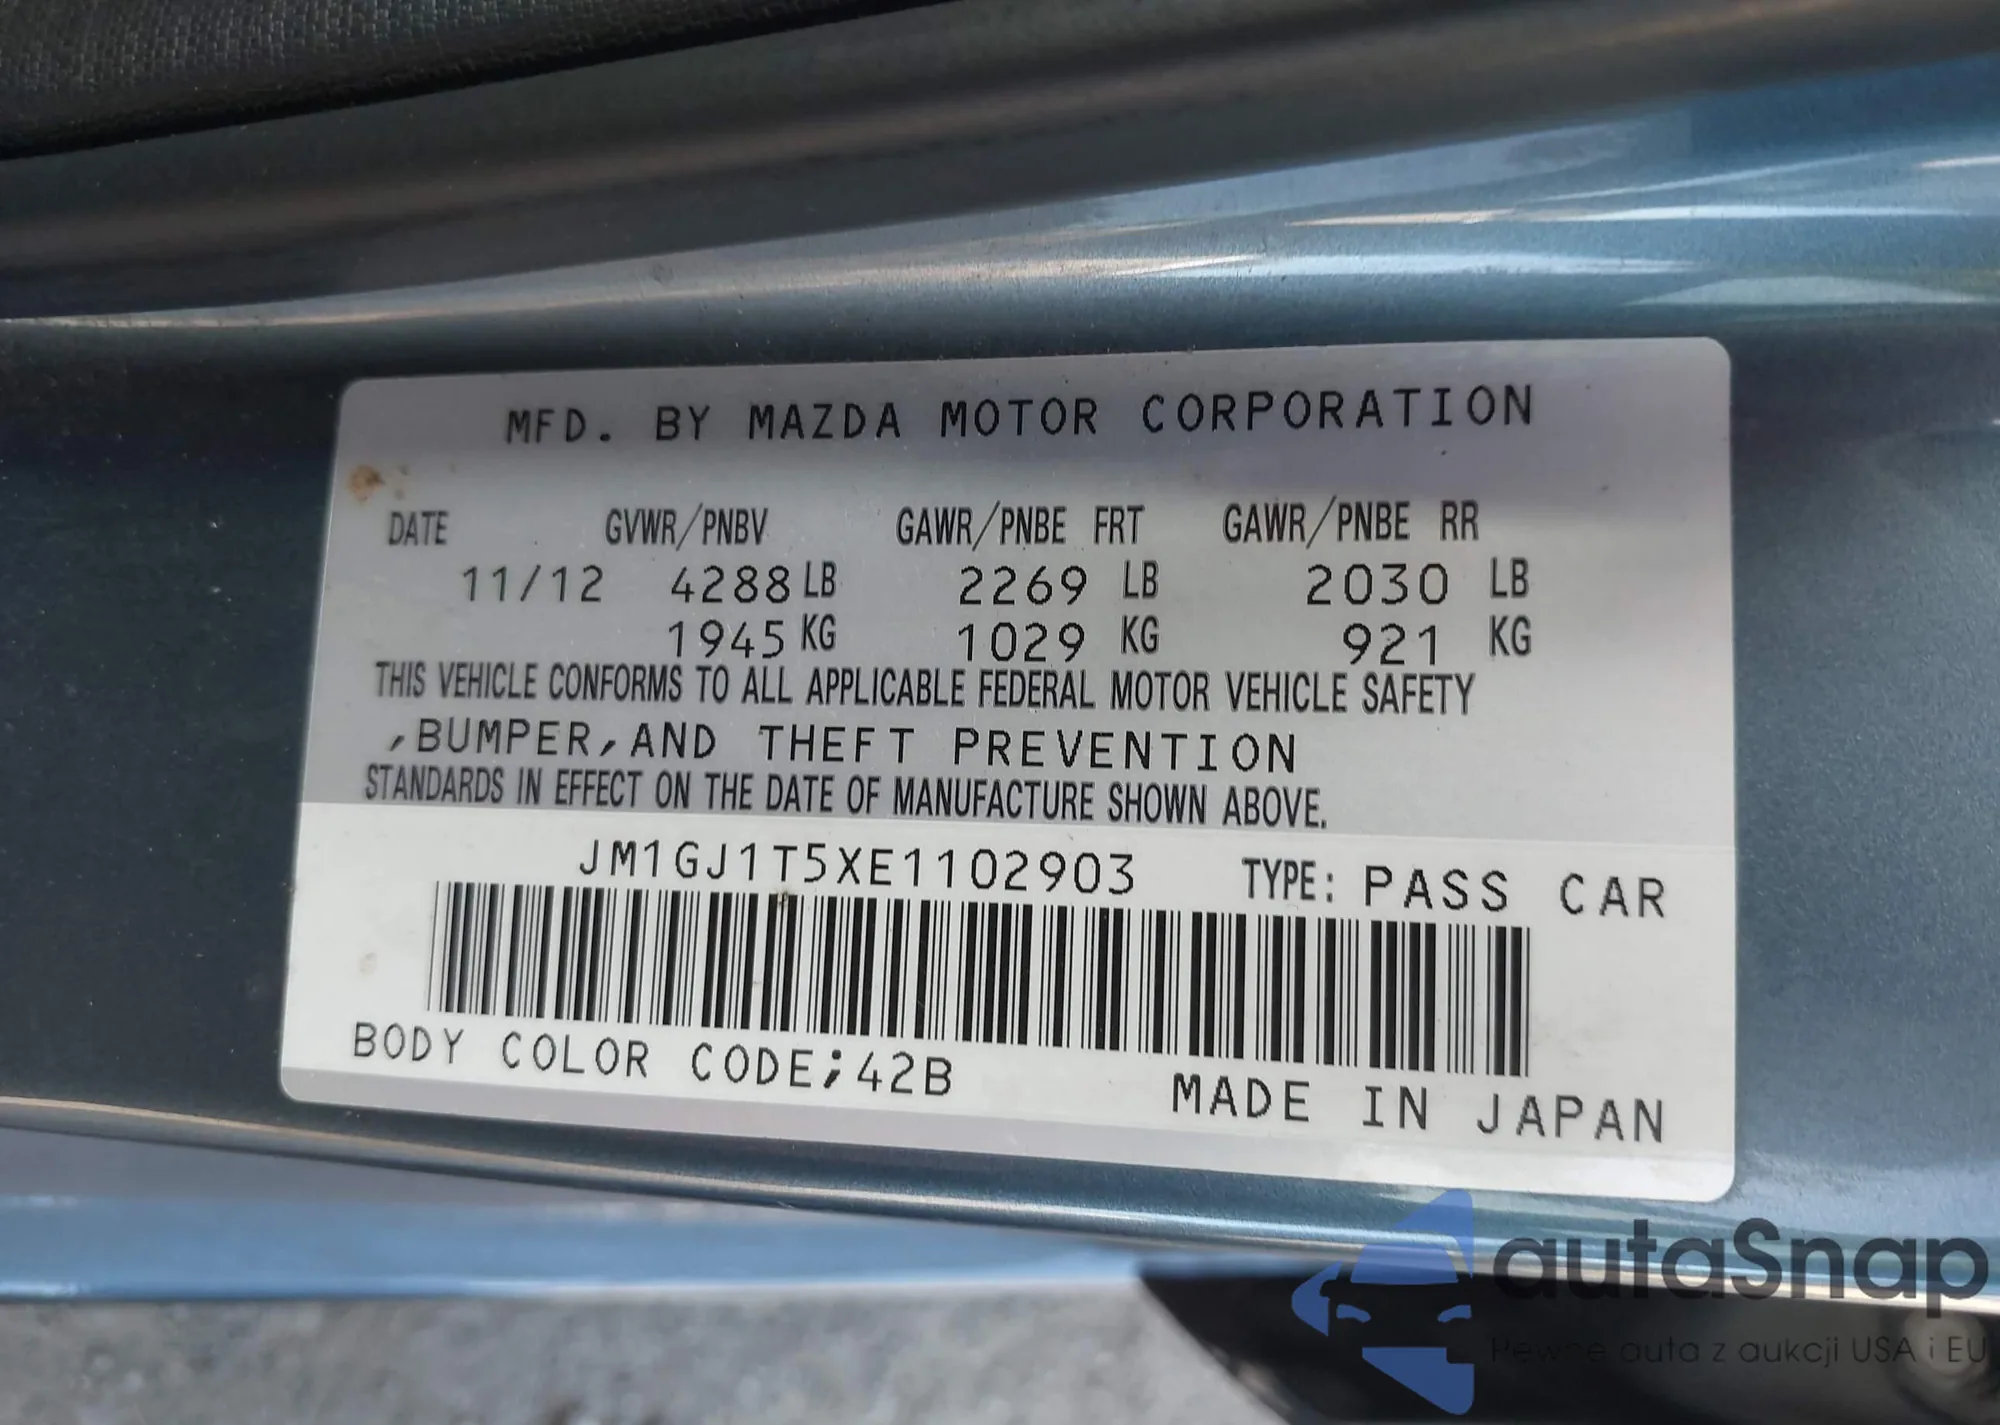 MFD. BY MAZDA MOTOR CORPORATION
DATE GVWR/PNBV GAWR/PNBE FRT GAWR/PNBE RR
11/12 4288 LB 2269 LB 2030 LB
1945 KG 1029 KG 921 KG
THIS VEHICLE CONFORMS TO ALL APPLICABLE FEDERAL MOTOR VEHICLE SAFETY
,BUMPER,AND THEFT PREVENTION
STANDARDS IN EFFECT ON THE DATE OF MANUFACTURE SHOWN ABOVE.
JM1GJ1T5XE1102903 TYPE: PASS CAR
BODY COLOR CODE;42B MADE IN JAPAN
autaSnap
Pewne auta z aukcji USA i EU